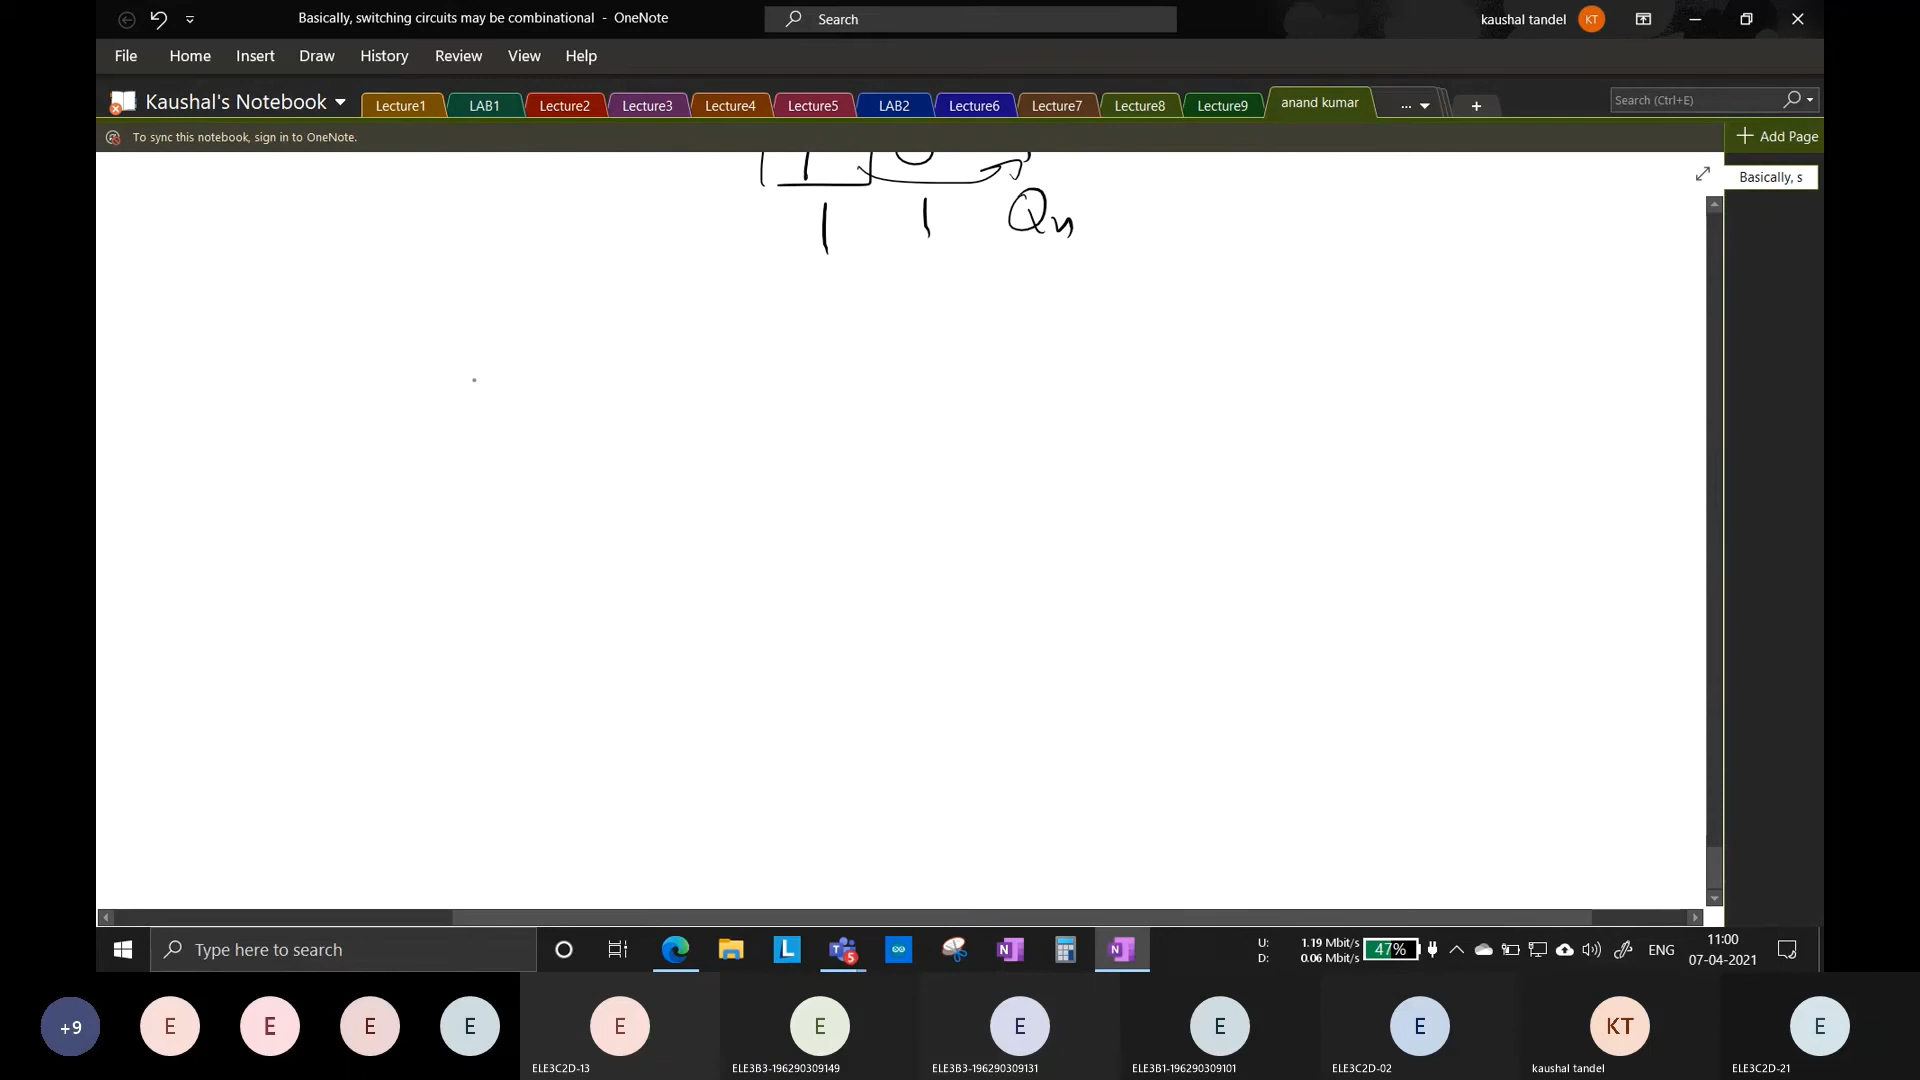 Basically, switching circuits may be combinational - OneNote
Search
kaushal tandel
KT
File Home Insert Draw History Review View Help
Kaushal's Notebook
Lecture1 LAB1 Lecture2 Lecture3 Lecture4 Lecture5 LAB2 Lecture6 Lecture7 Lecture8 Lecture9 anand kumar ... +
Search (Ctrl+E)
To sync this notebook, sign in to OneNote.
Add Page
Basically, s
1 1 Qn
Type here to search
L
5
N
N
U: 1.19 Mbit/s
D: 0.06 Mbit/s
47%
ENG
11:00
07-04-2021
+9 E E E E E E E E E KT E
ELE3C2D-13 ELE3B3-196290309149 ELE3B3-196290309131 ELE3B1-196290309101 ELE3C2D-02 kaushal tandel ELE3C2D-21